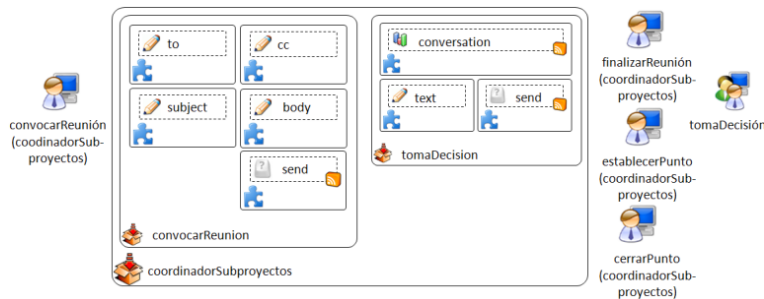 convocarReunión
(coodinadorSub-
proyectos)
to
cc
subject
body
send
convocarReunion
conversation
text
send
tomaDecision
coordinadorSubproyectos
finalizarReunión
(coordinadorSub-
proyectos)
tomaDecisión
establecerPunto
(coordinadorSub-
proyectos)
cerrarPunto
(coordinadorSub-
proyectos)